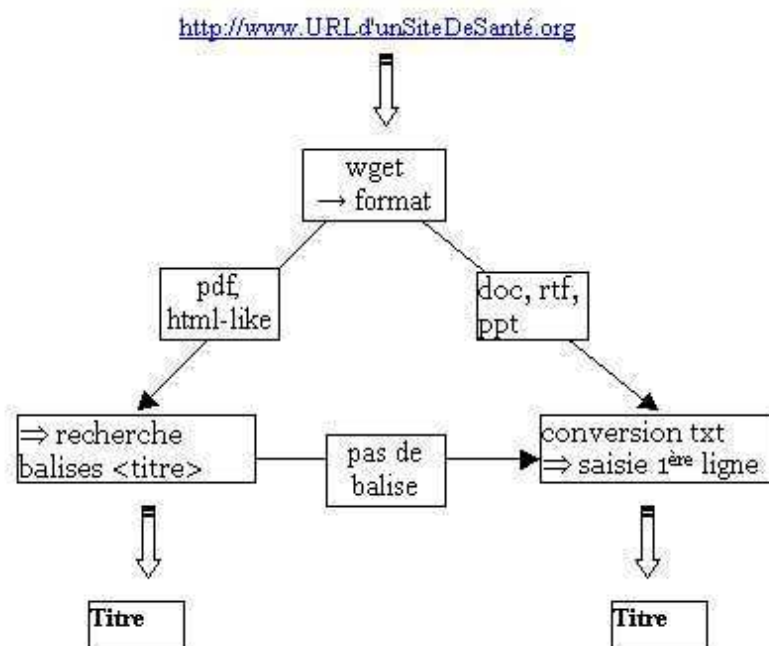 http://www.URLd'unSiteDeSanté.org
wget
→ format
pdf,
html-like
doc, rtf,
ppt
⇒ recherche
balises <titre>
pas de
balise
conversion txt
⇒ saisie 1ère ligne
Titre
Titre